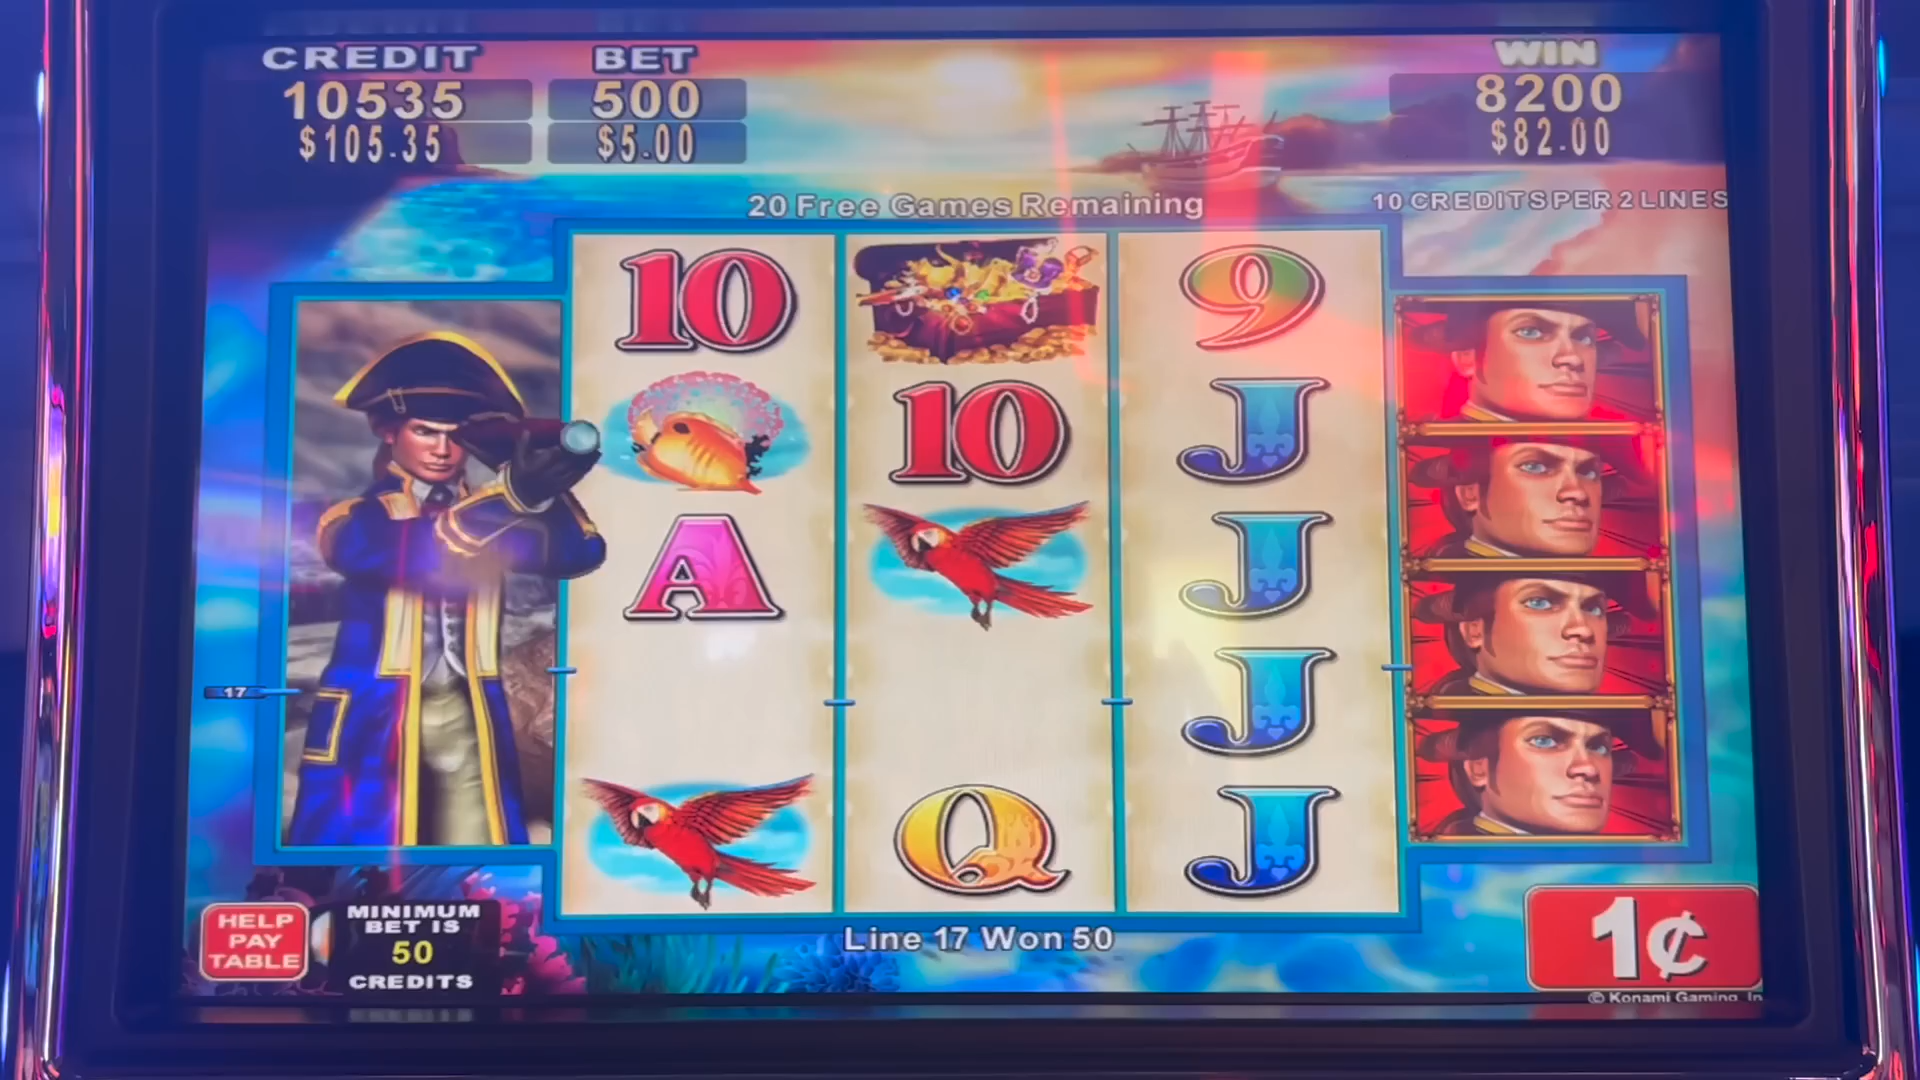 CREDIT BET WIN
10535 500 8200
$105.35 $5.00 $82.00
20 Free Games Remaining
10 CREDITS PER 2 LINES
10 9
10 J
A J
17 J
Q J
Line 17 Won 50
HELP
PAY
TABLE
MINIMUM
BET IS
50
CREDITS
1¢
© Konami Gaming, In